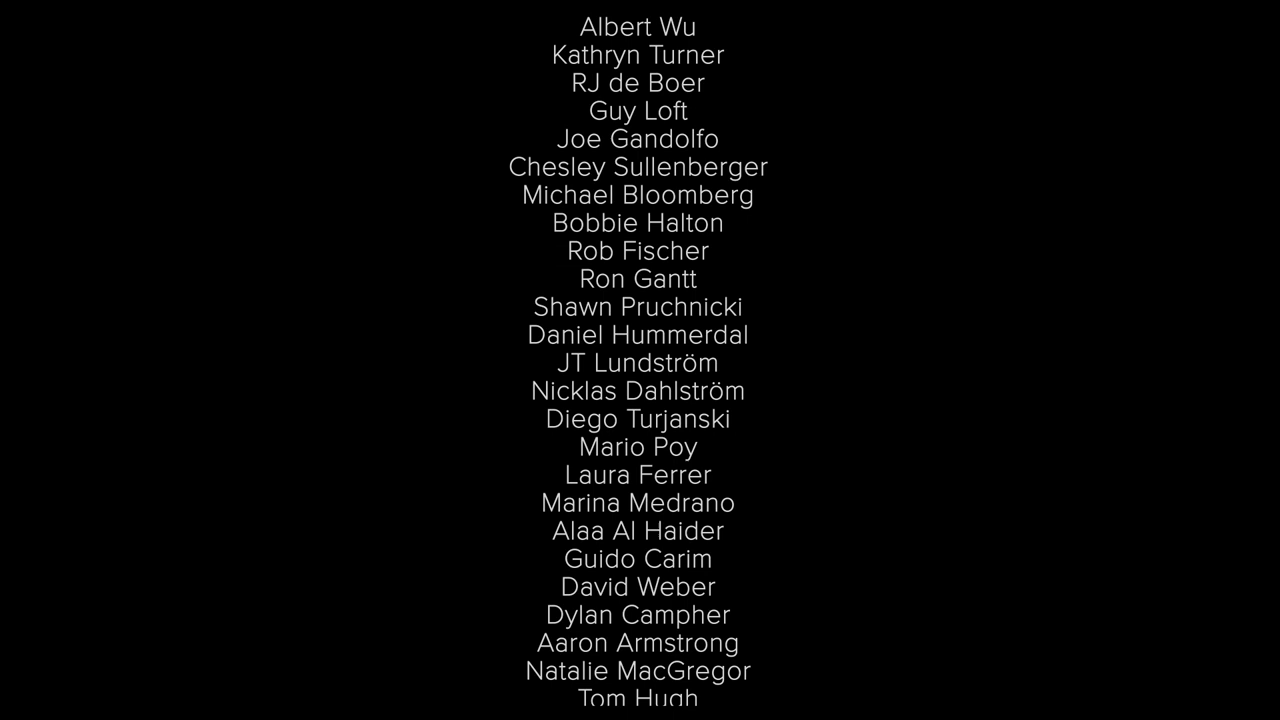 Albert Wu
Kathryn Turner
RJ de Boer
Guy Loft
Joe Gandolfo
Chesley Sullenberger
Michael Bloomberg
Bobbie Halton
Rob Fischer
Ron Gantt
Shawn Pruchnicki
Daniel Hummerdal
JT Lundström
Nicklas Dahlström
Diego Turjanski
Mario Poy
Laura Ferrer
Marina Medrano
Alaa Al Haider
Guido Carim
David Weber
Dylan Campher
Aaron Armstrong
Natalie MacGregor
Tom Hugh